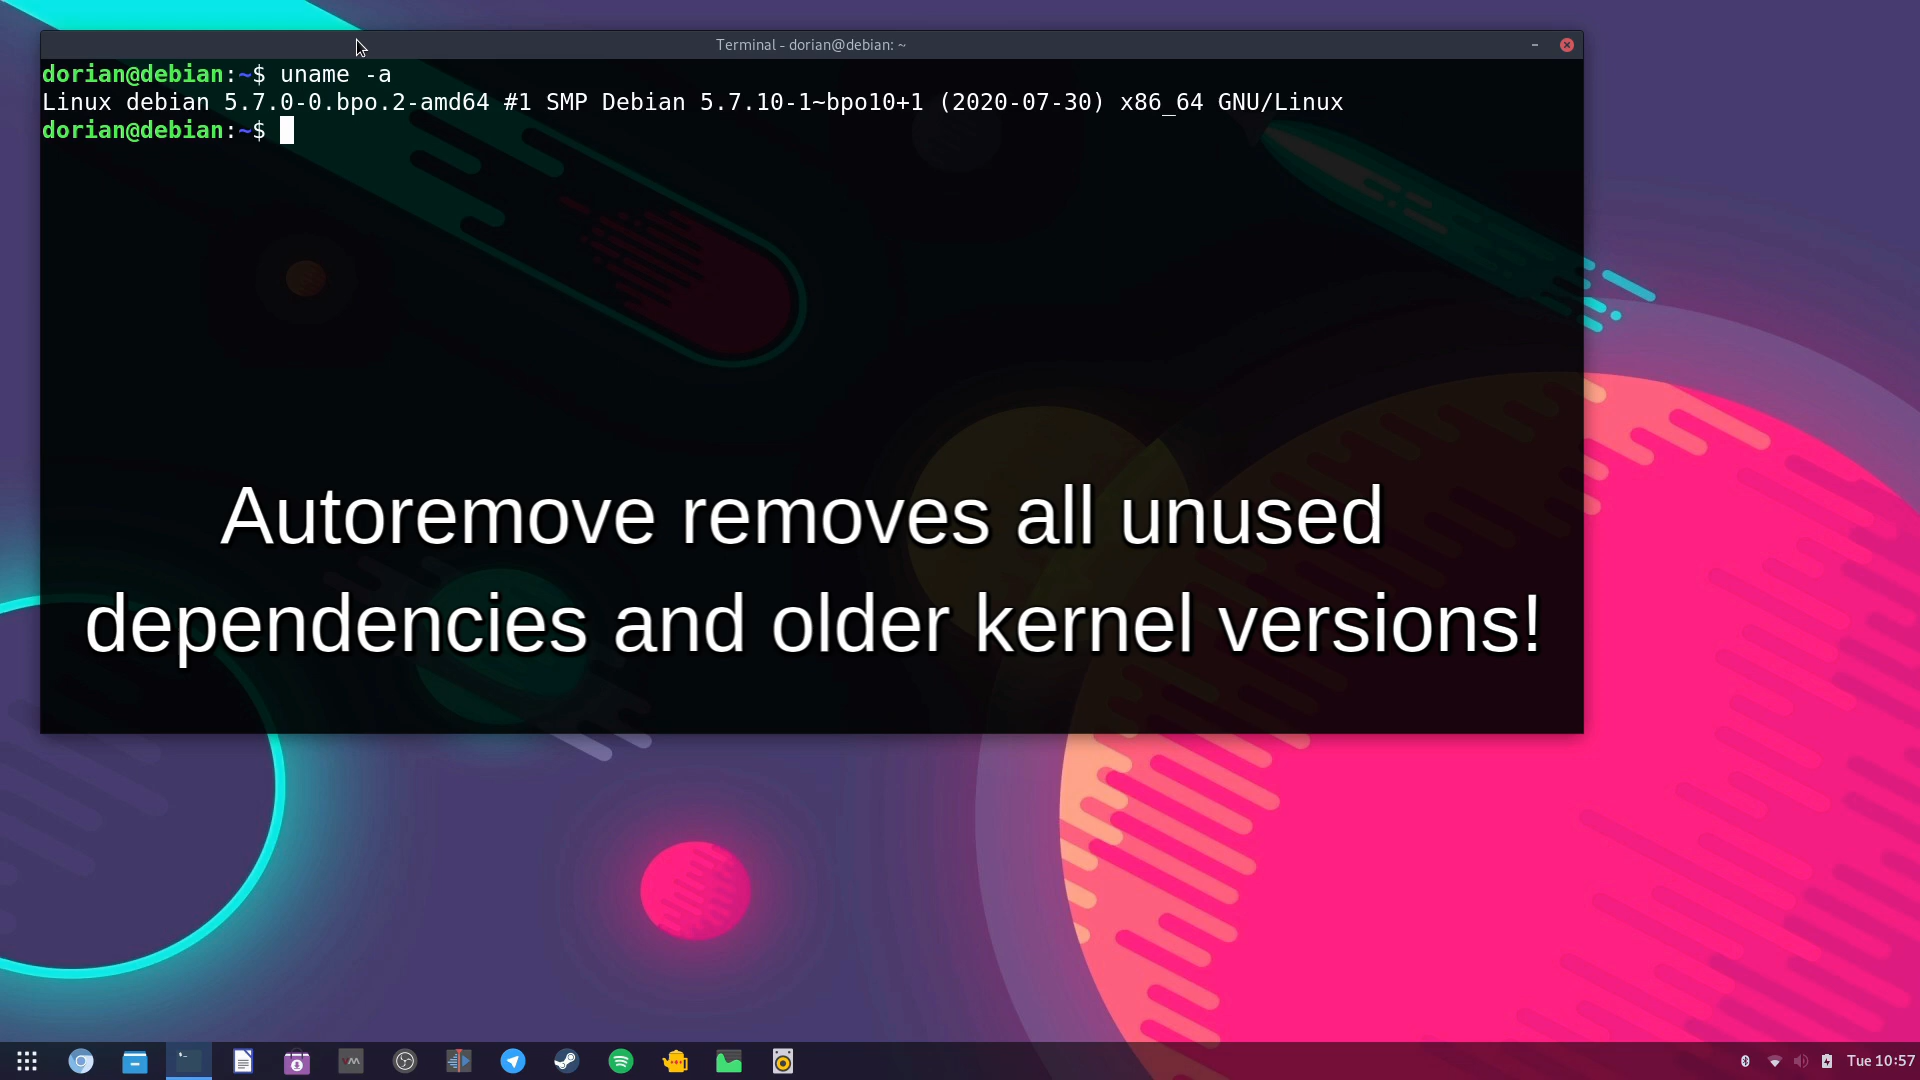 Terminal - dorian@debian: ~
dorian@debian:~$ uname -a
Linux debian 5.7.0-0.bpo.2-amd64 #1 SMP Debian 5.7.10-1~bpo10+1 (2020-07-30) x86_64 GNU/Linux
dorian@debian:~$
Autoremove removes all unused
dependencies and older kernel versions!
VM
Tue 10:57